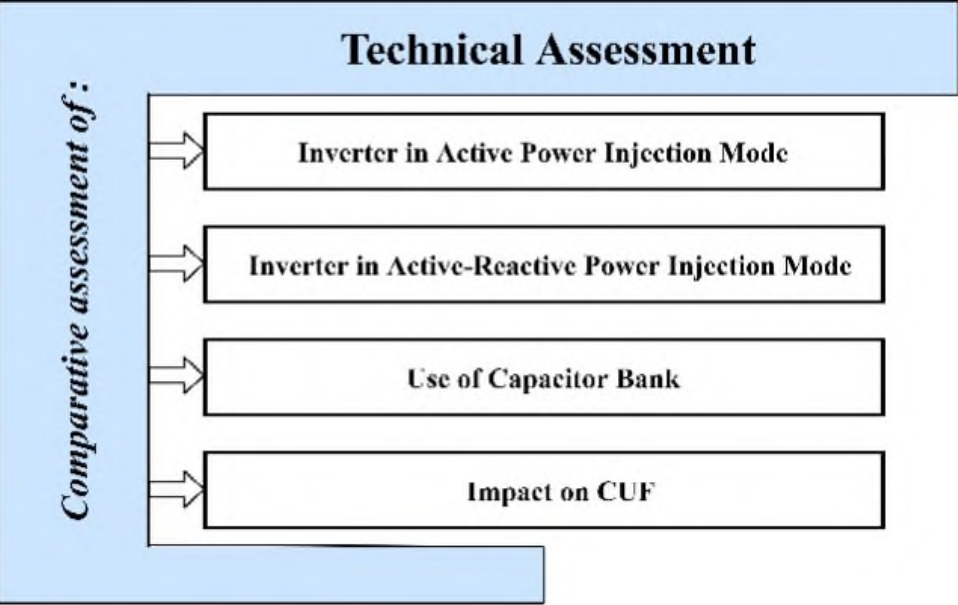 Technical Assessment
Comparative assessment of :
Inverter in Active Power Injection Mode
Inverter in Active-Reactive Power Injection Mode
Use of Capacitor Bank
Impact on CUF